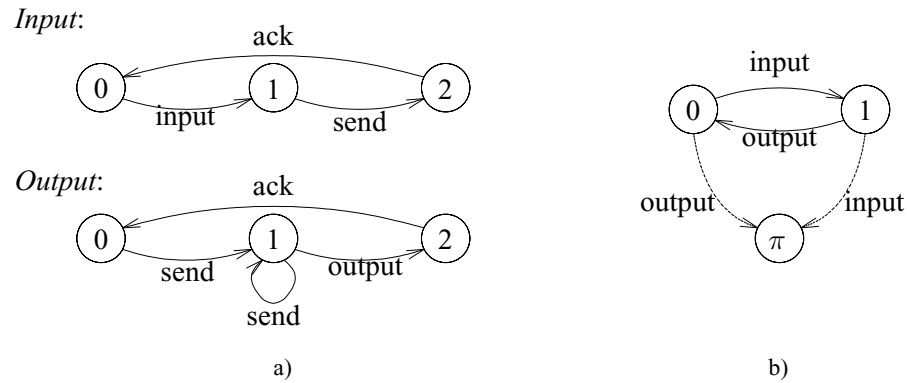 Input:
ack
0
1
2
input
send
Output:
ack
0
1
2
send
output
send
a)
input
0
1
output
output
input
π
b)